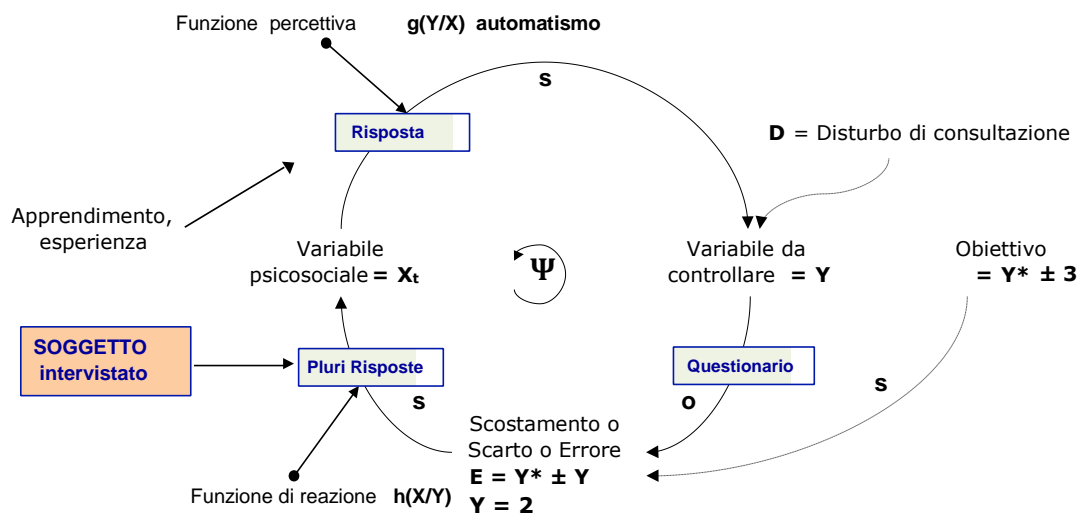 Funzione percettiva g(Y/X) automatismo
s
Risposta
D = Disturbo di consultazione
Apprendimento,
esperienza
Variabile
psicosociale = Xₜ
Ψ
Variabile da
controllare = Y
Obiettivo
= Y* ± 3
SOGGETTO
intervistato
Pluri Risposte
Questionario
s
o
s
Scostamento o
Scarto o Errore
E = Y* ± Y
Y = 2
Funzione di reazione h(X/Y)